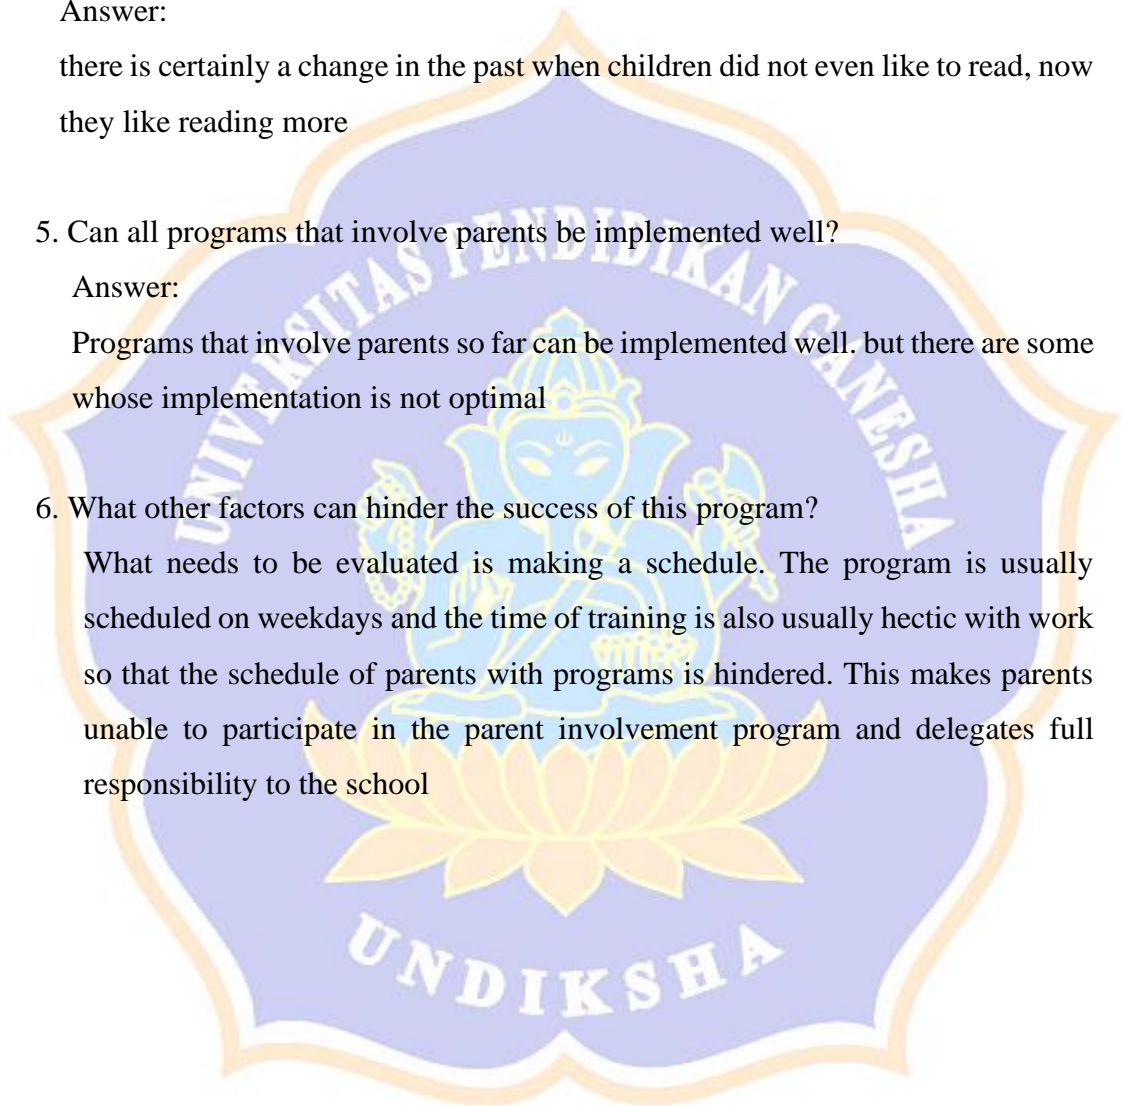 Answer:
there is certainly a change in the past when children did not even like to read, now
they like reading more
5. Can all programs that involve parents be implemented well?
Answer:
Programs that involve parents so far can be implemented well. but there are some
whose implementation is not optimal
6. What other factors can hinder the success of this program?
What needs to be evaluated is making a schedule. The program is usually
scheduled on weekdays and the time of training is also usually hectic with work
so that the schedule of parents with programs is hindered. This makes parents
unable to participate in the parent involvement program and delegates full
responsibility to the school
UNIVERSITAS PENDIDIKAN GANESHA
UNDIKSHA